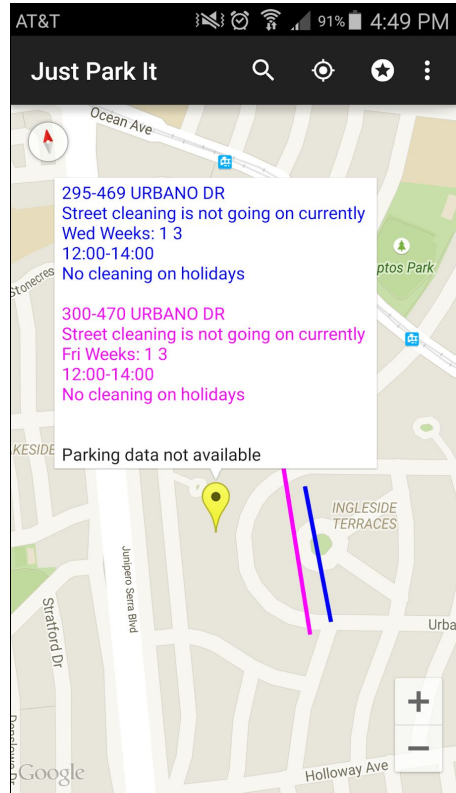 AT&T 91% 4:49 PM
Just Park It
Ocean Ave
295-469 URBANO DR
Street cleaning is not going on currently
Wed Weeks: 1 3
12:00-14:00
No cleaning on holidays
300-470 URBANO DR
Street cleaning is not going on currently
Fri Weeks: 1 3
12:00-14:00
No cleaning on holidays
Parking data not available
Stonecres
ptos Park
KESIDE
INGLESIDE
TERRACES
Junipero Serra Blvd
Stratford Dr
Urba
Holloway Ave
Google